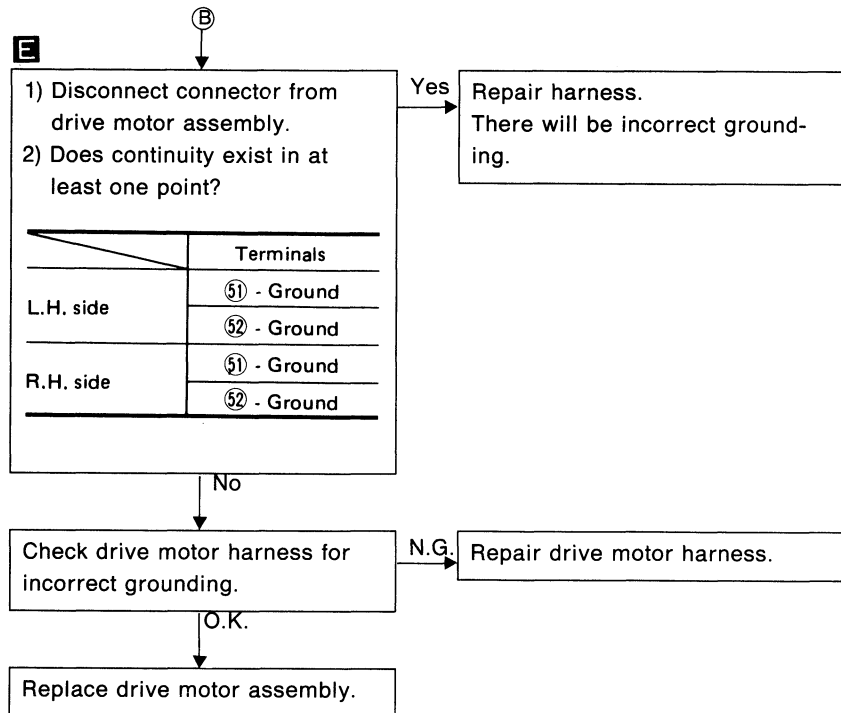 B
E
1) Disconnect connector from
drive motor assembly.
2) Does continuity exist in at
least one point?
Terminals
L.H. side
51 - Ground
52 - Ground
R.H. side
51 - Ground
52 - Ground
Yes
Repair harness.
There will be incorrect ground-
ing.
No
Check drive motor harness for
incorrect grounding.
N.G.
Repair drive motor harness.
O.K.
Replace drive motor assembly.